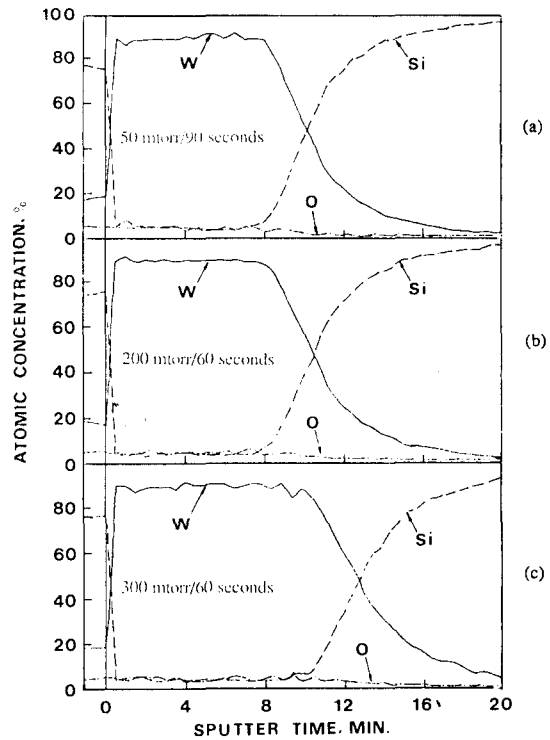 100
80
60
40
20
0
W
Si
50 mtorr/90 seconds
O
(a)
80
60
40
20
0
W
Si
200 mtorr/60 seconds
O
(b)
80
60
40
20
0
W
Si
300 mtorr/60 seconds
O
(c)
0 4 8 12 16 20
ATOMIC CONCENTRATION, %
SPUTTER TIME, MIN.